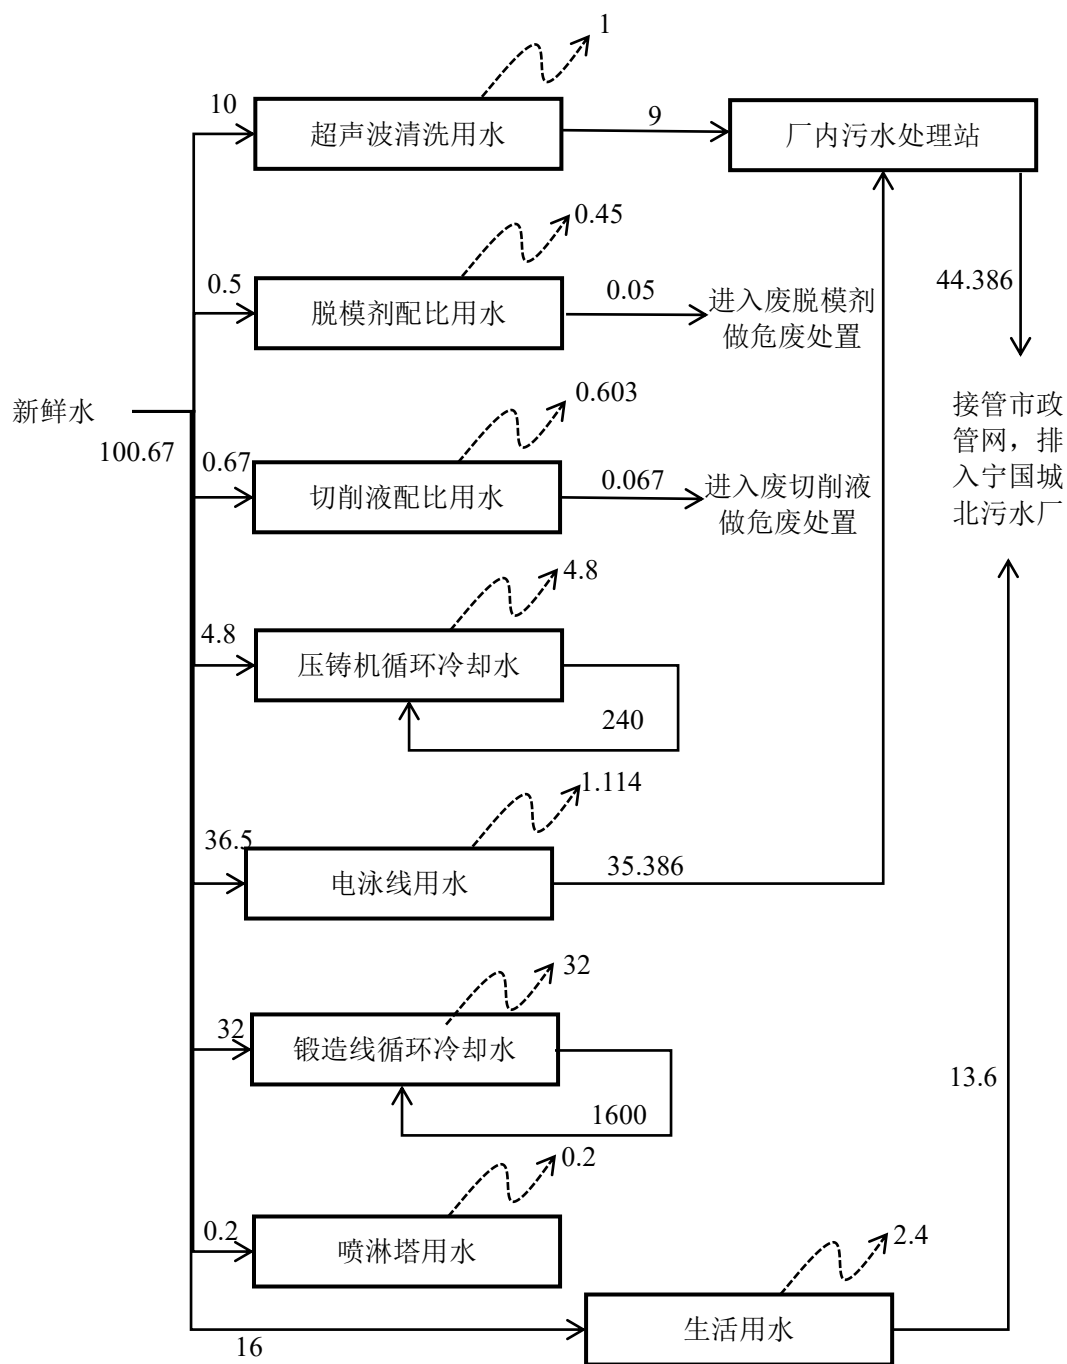 1
10
超声波清洗用水
9
厂内污水处理站
0.45
0.5
脱模剂配比用水
0.05
进入废脱模剂
做危废处置
44.386
新鲜水
100.67
0.603
0.67
切削液配比用水
0.067
进入废切削液
做危废处置
接管市政
管网，排
入宁国城
北污水厂
4.8
4.8
压铸机循环冷却水
240
1.114
36.5
电泳线用水
35.386
32
32
锻造线循环冷却水
1600
13.6
0.2
0.2
喷淋塔用水
2.4
16
生活用水